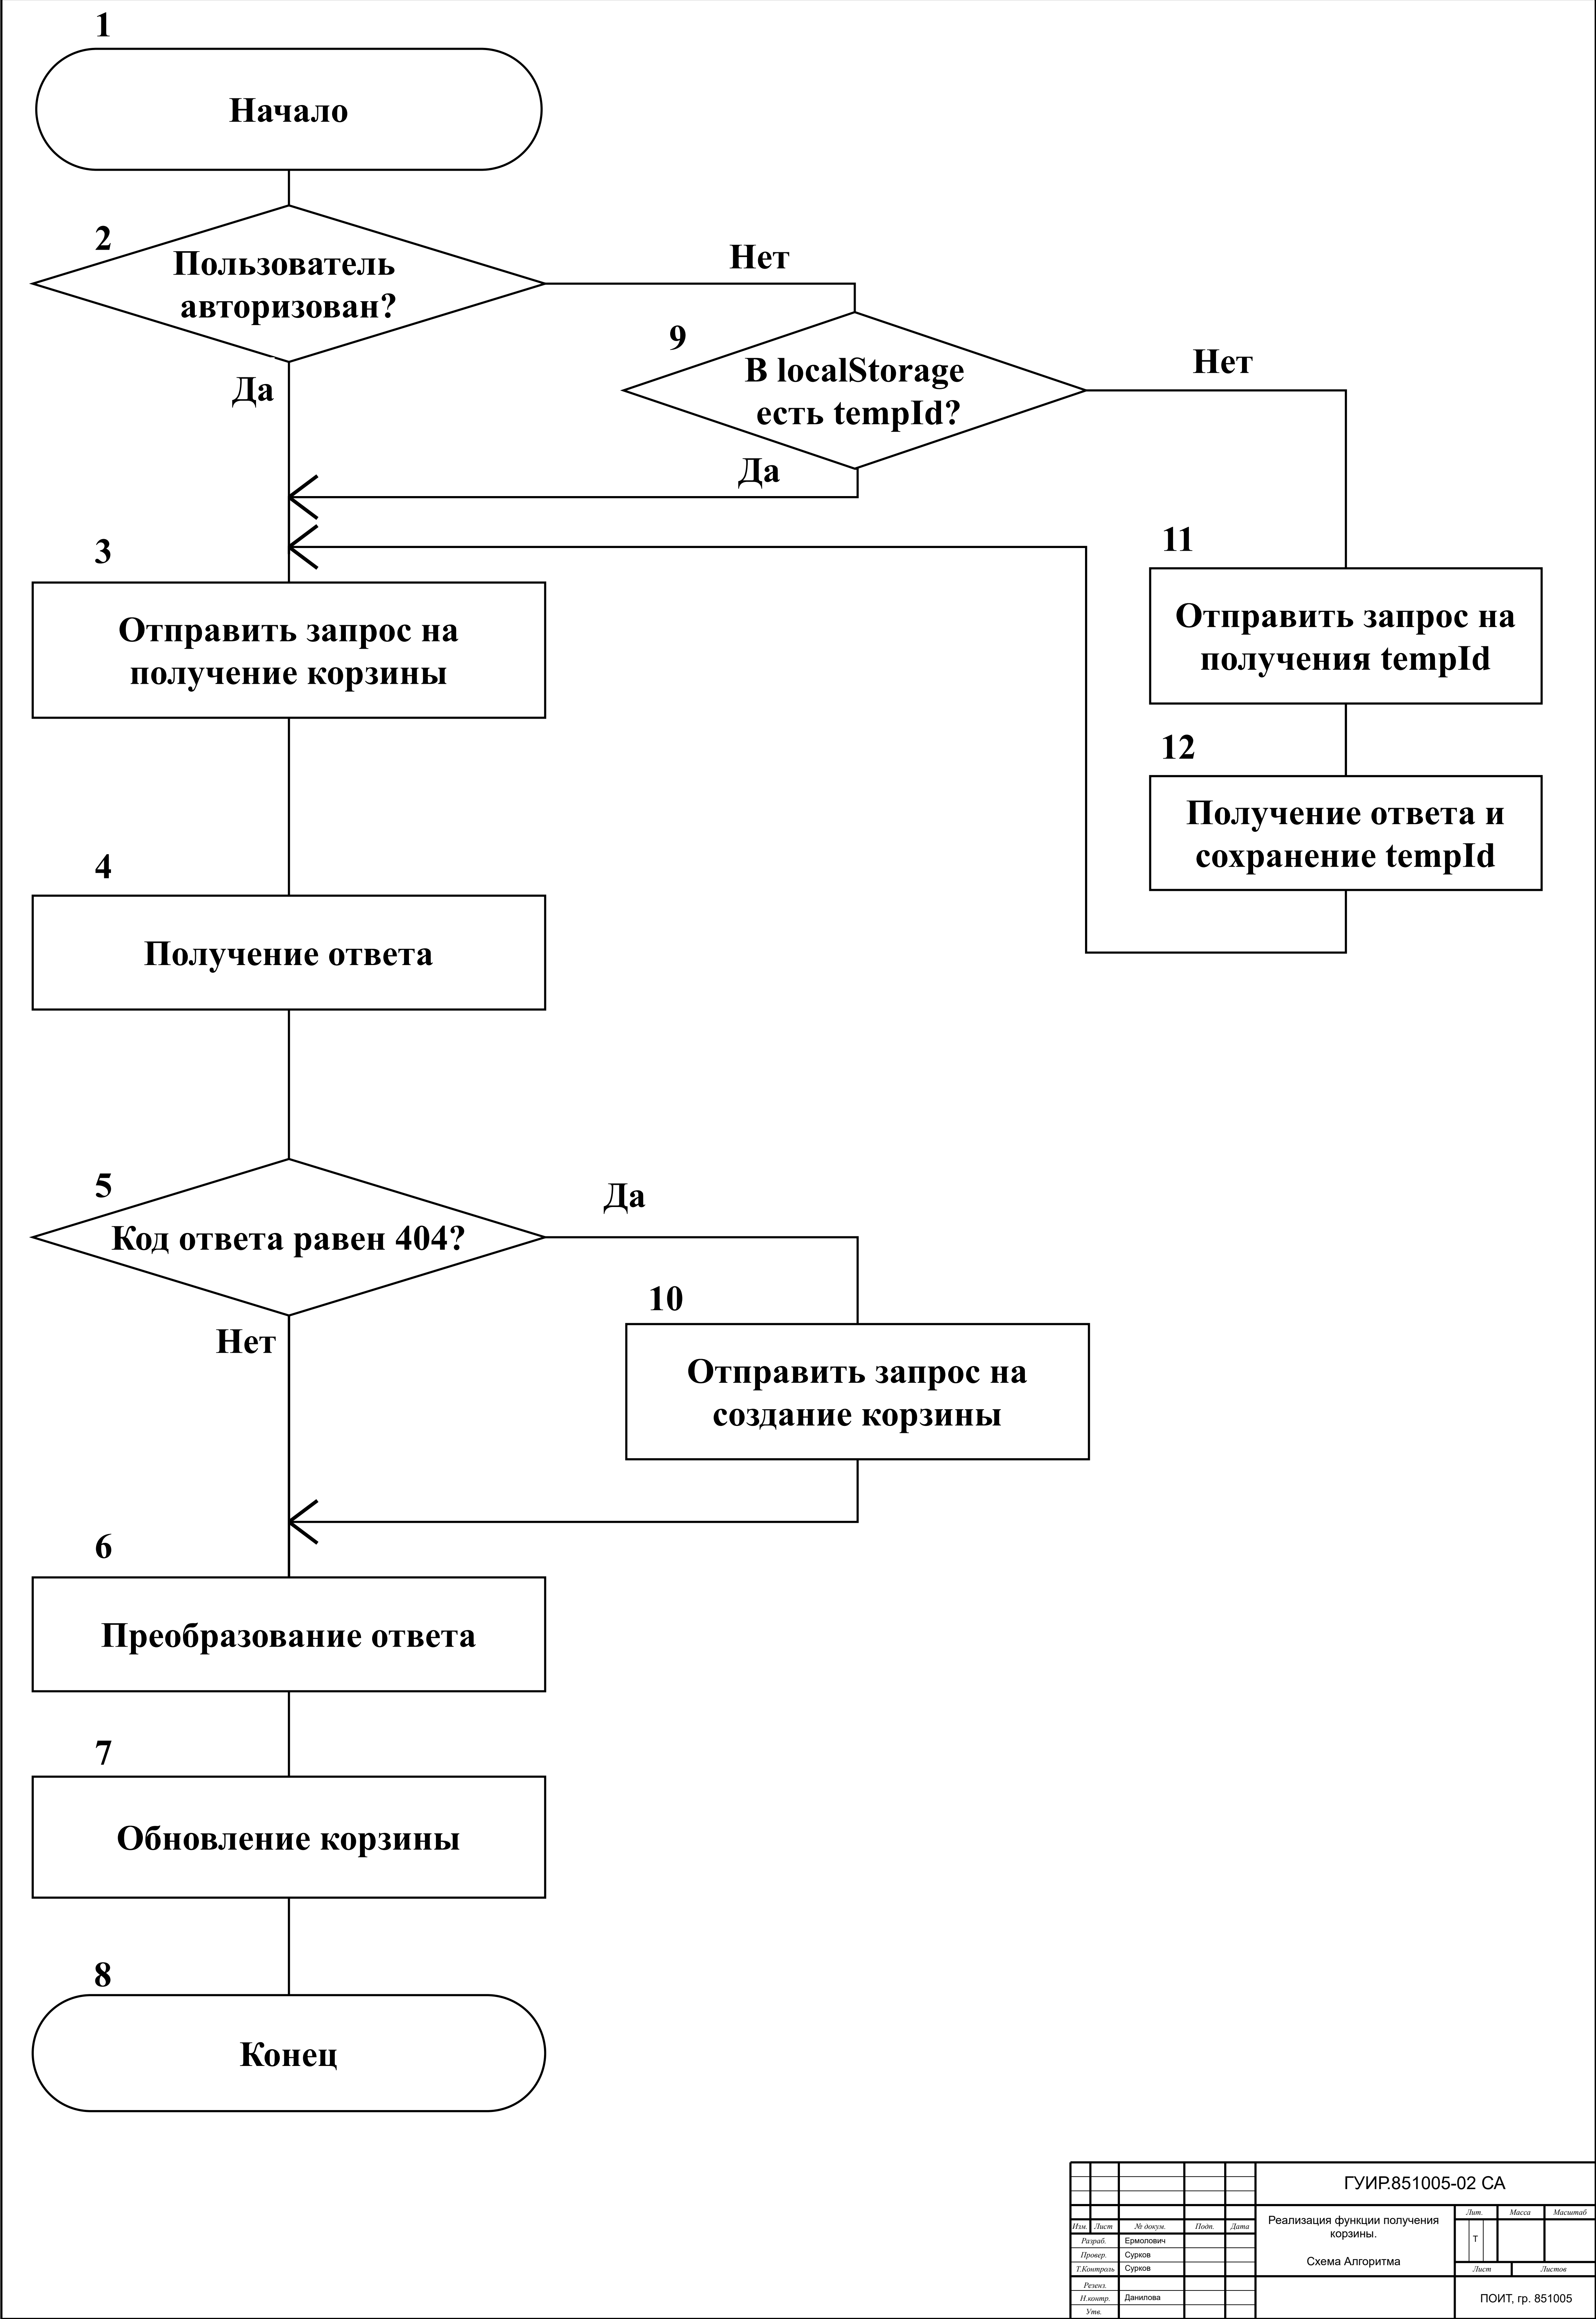 1
Начало
2
Пользователь
авторизован?
Нет
Да
9
В localStorage
есть tempId?
Нет
Да
3
Отправить запрос на
получение корзины
11
Отправить запрос на
получения tempId
12
Получение ответа и
сохранение tempId
4
Получение ответа
5
Код ответа равен 404?
Да
Нет
10
Отправить запрос на
создание корзины
6
Преобразование ответа
7
Обновление корзины
8
Конец
ГУИР.851005-02 СА
Реализация функции получения
корзины.
Схема Алгоритма
Лит. Масса Масштаб
Т
Лист Листов
ПОИТ, гр. 851005
Изм. Лист № докум. Подп. Дата
Разраб. Ермолович
Провер. Сурков
Т.Контроль Сурков
Реценз.
Н.контр. Данилова
Утв.